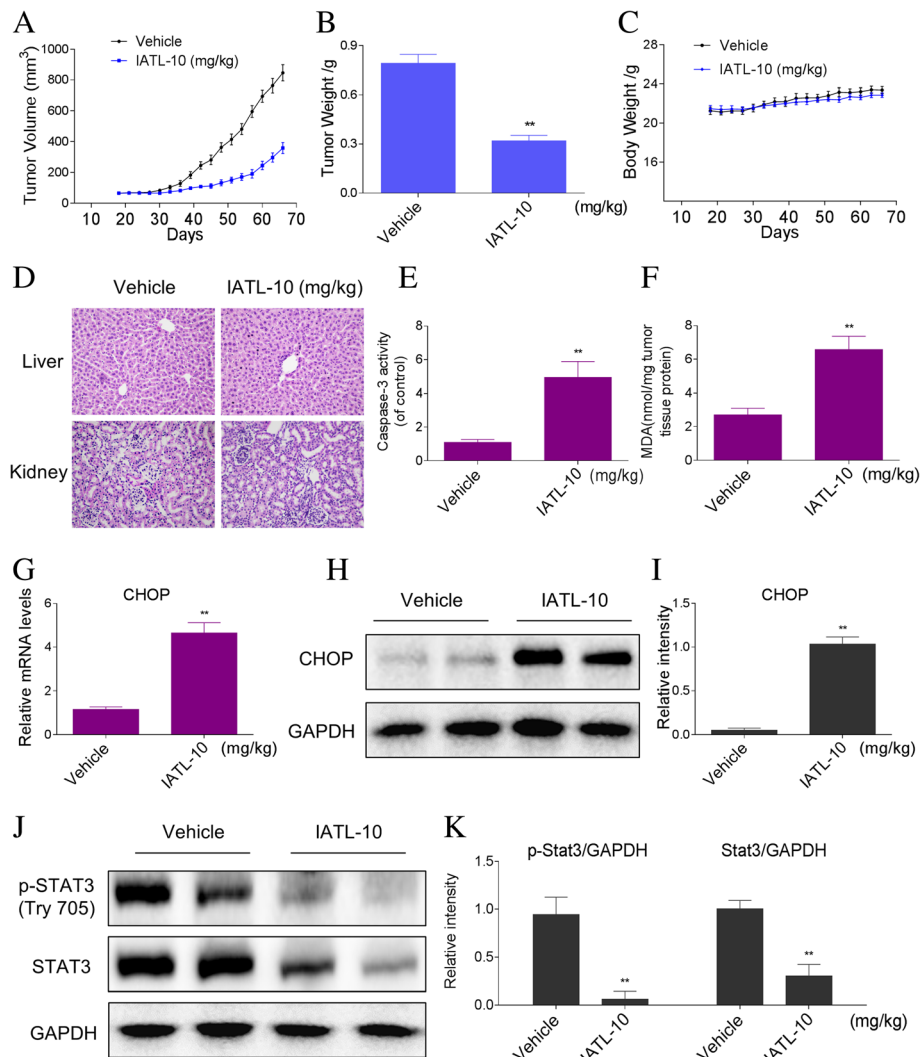 A
Vehicle
IATL-10 (mg/kg)
Tumor Volume (mm³)
1000
800
600
400
200
0
10 20 30 40 50 60 70
Days
B
Tumor Weight /g
0.9
0.6
0.3
0.0
**
Vehicle
IATL-10
(mg/kg)
C
Vehicle
IATL-10 (mg/kg)
Body Weight /g
28
24
20
16
10 20 30 40 50 60 70
Days
D
Vehicle IATL-10 (mg/kg)
Liver
Kidney
E
Caspase-3 activity
(of control)
8
6
4
2
0
**
Vehicle
IATL-10
(mg/kg)
F
MDA(nmol/mg tumor
tissue protein)
8
6
4
2
0
**
Vehicle
IATL-10
(mg/kg)
G
CHOP
Relative mRNA levels
6
4
2
0
**
Vehicle
IATL-10
(mg/kg)
H
Vehicle IATL-10
CHOP
GAPDH
I
CHOP
Relative intensity
1.5
1.0
0.5
0.0
**
Vehicle
IATL-10
(mg/kg)
J
Vehicle IATL-10
p-STAT3
(Try 705)
STAT3
GAPDH
K
p-Stat3/GAPDH Stat3/GAPDH
Relative intensity
1.5
1.0
0.5
0.0
**
**
Vehicle
IATL-10
Vehicle
IATL-10
(mg/kg)